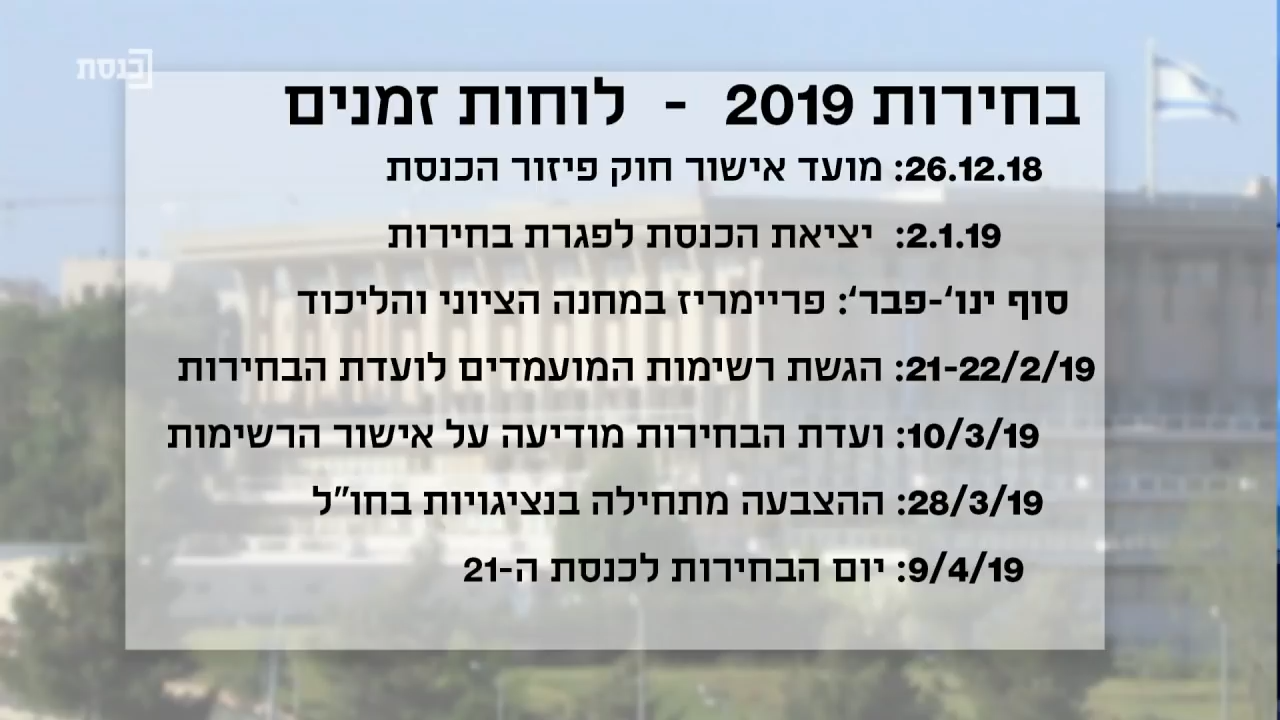 כנסת
בחירות 2019 - לוחות זמנים
26.12.18: מועד אישור חוק פיזור הכנסת
2.1.19: יציאת הכנסת לפגרת בחירות
סוף ינו'-פבר': פריימריז במחנה הציוני והליכוד
21-22/2/19: הגשת רשימות המועמדים לועדת הבחירות
10/3/19: ועדת הבחירות מודיעה על אישור הרשימות
28/3/19: ההצבעה מתחילה בנציגויות בחו"ל
9/4/19: יום הבחירות לכנסת ה-21